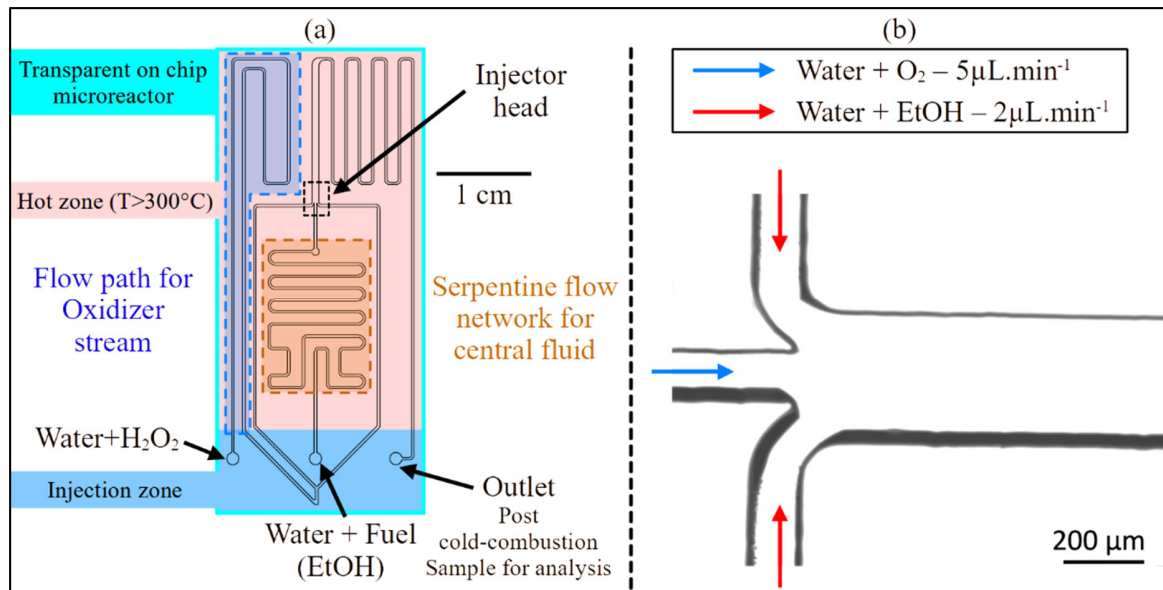 (a)
Transparent on chip
microreactor
Injector
head
Hot zone (T>300°C)
1 cm
Flow path for
Oxidizer
stream
Serpentine flow
network for
central fluid
Water+H₂O₂
Injection zone
Water + Fuel
(EtOH)
Outlet
Post
cold-combustion
Sample for analysis
(b)
Water + O₂ – 5µL.min⁻¹
Water + EtOH – 2µL.min⁻¹
200 µm